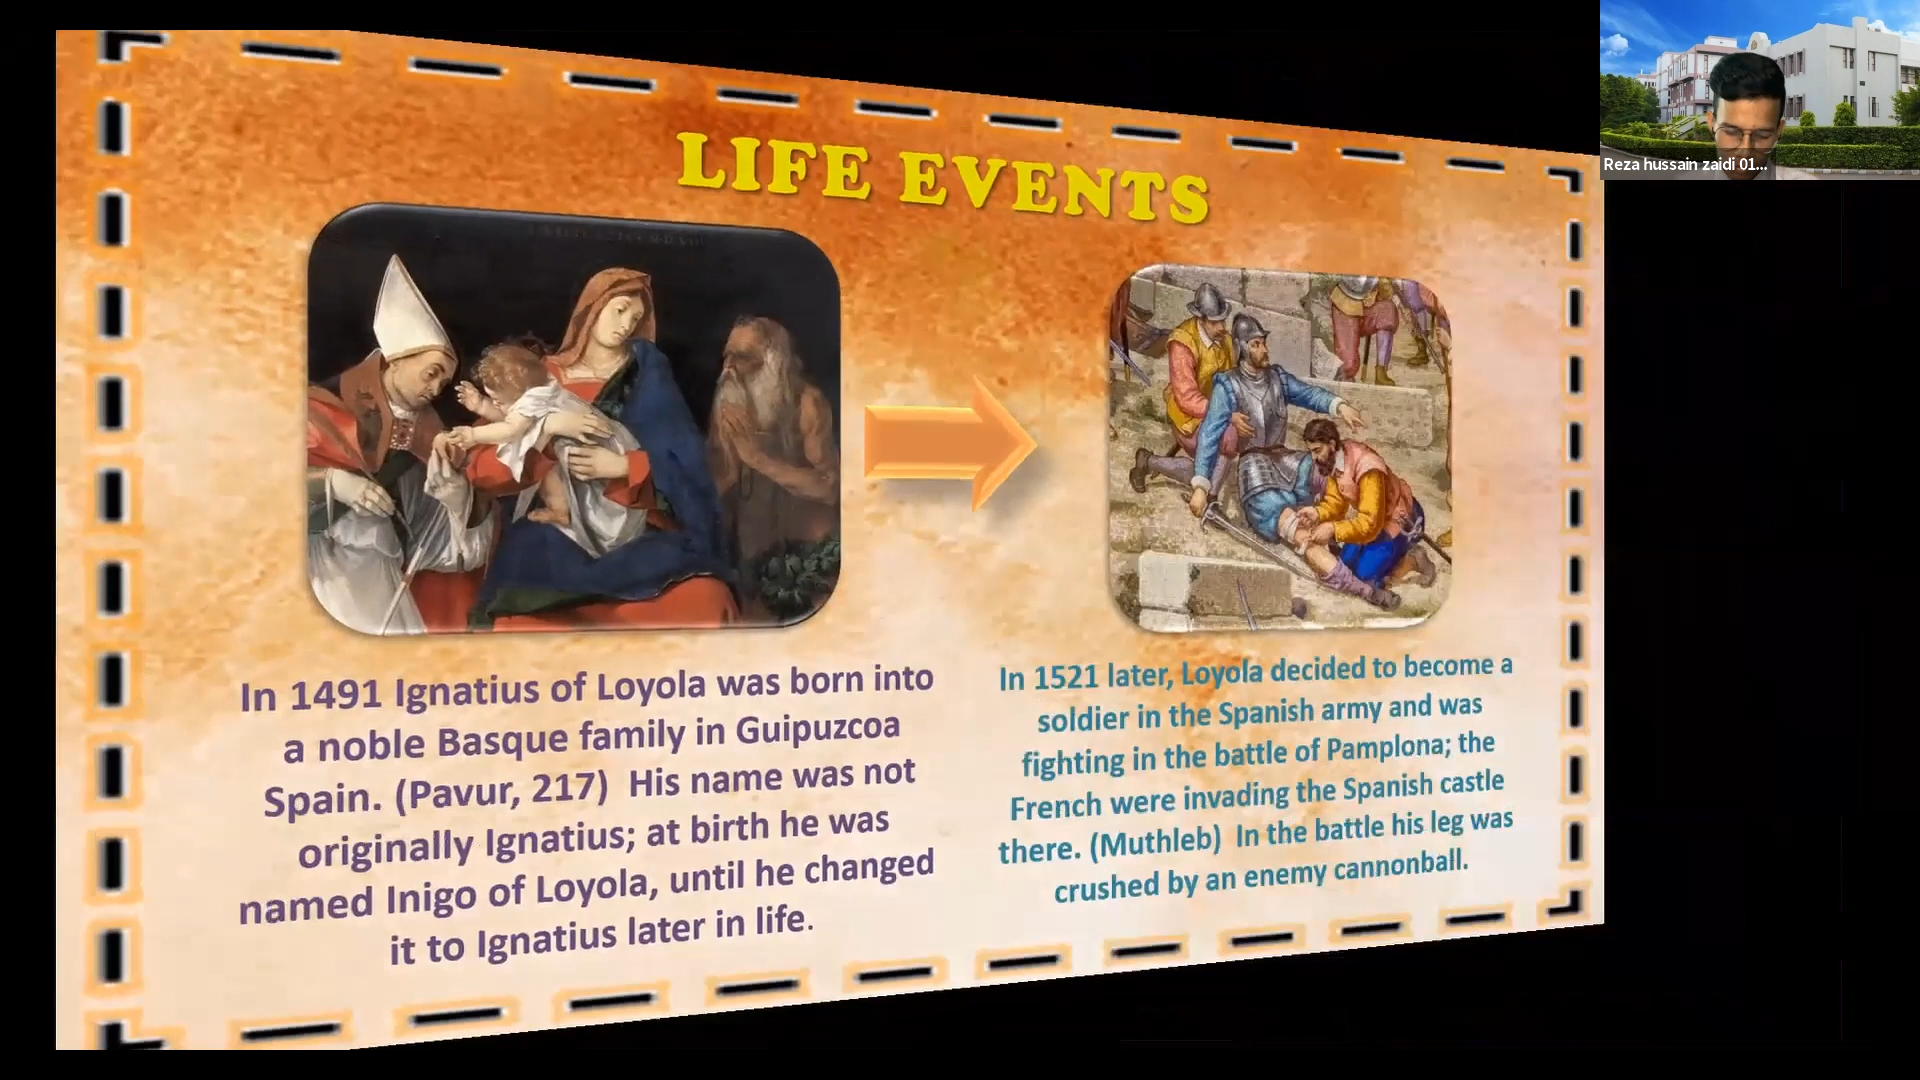 LIFE EVENTS
In 1491 Ignatius of Loyola was born into
a noble Basque family in Guipuzcoa
Spain. (Pavur, 217) His name was not
originally Ignatius; at birth he was
named Inigo of Loyola, until he changed
it to Ignatius later in life.
In 1521 later, Loyola decided to become a
soldier in the Spanish army and was
fighting in the battle of Pamplona; the
French were invading the Spanish castle
there. (Muthleb) In the battle his leg was
crushed by an enemy cannonball.
Reza hussain zaidi 01...